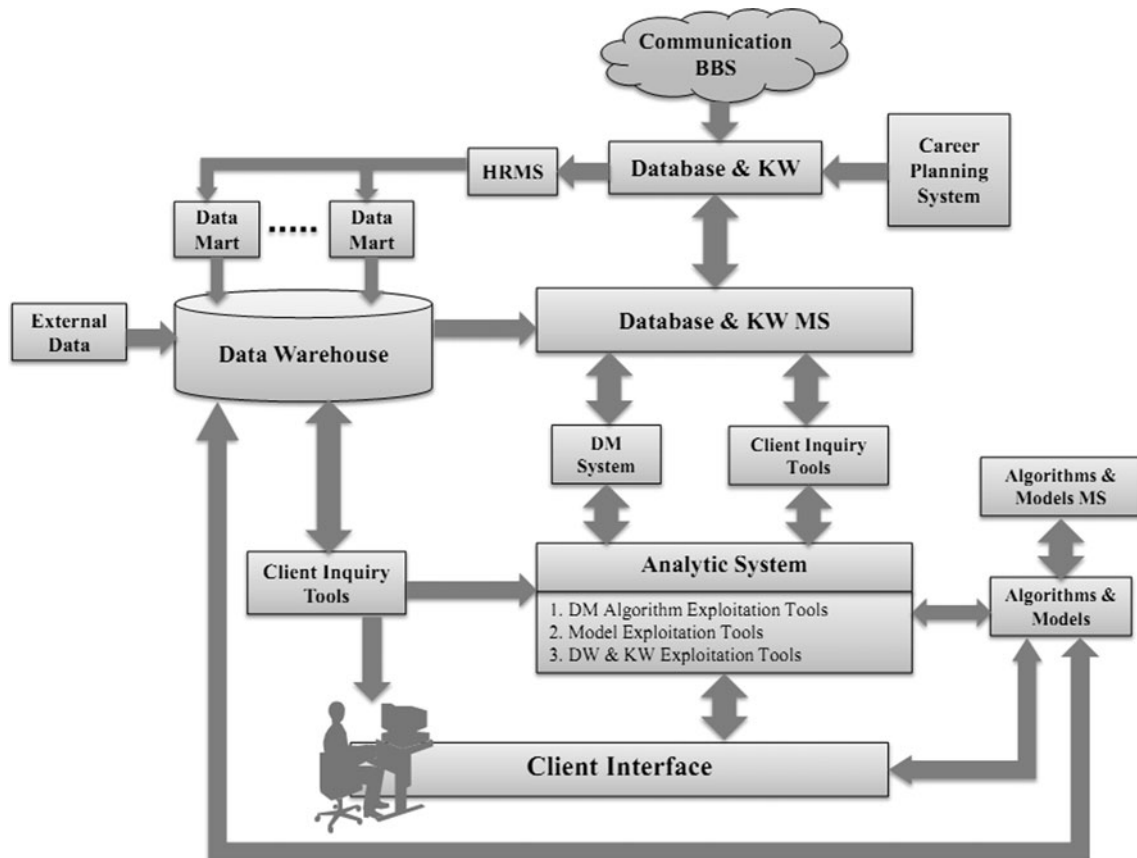 Communication
BBS
HRMS
Database & KW
Career
Planning
System
Data
Mart
Data
Mart
External
Data
Data Warehouse
Database & KW MS
DM
System
Client Inquiry
Tools
Algorithms &
Models MS
Client Inquiry
Tools
Analytic System
1. DM Algorithm Exploitation Tools
2. Model Exploitation Tools
3. DW & KW Exploitation Tools
Algorithms &
Models
Client Interface